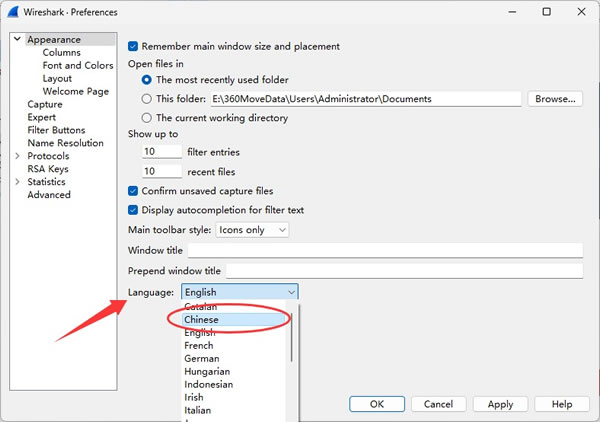 Wireshark · Preferences
Appearance
Columns
Font and Colors
Layout
Welcome Page
Capture
Expert
Filter Buttons
Name Resolution
Protocols
RSA Keys
Statistics
Advanced
Remember main window size and placement
Open files in
The most recently used folder
This folder: E:\360MoveData\Users\Administrator\Documents Browse...
The current working directory
Show up to
10 filter entries
10 recent files
Confirm unsaved capture files
Display autocompletion for filter text
Main toolbar style: Icons only
Window title
Prepend window title
Language: English
Catalan
Chinese
English
French
German
Hungarian
Indonesian
Irish
Italian
OK Cancel Apply Help